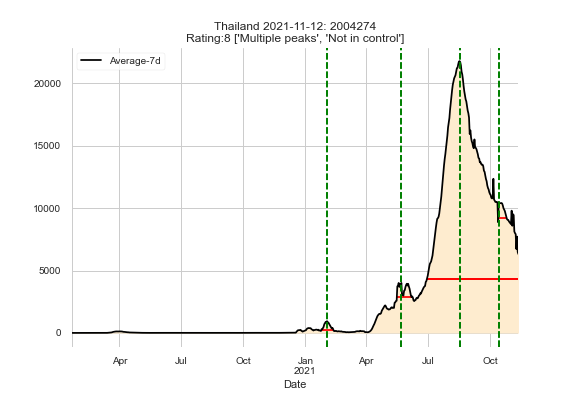 Thailand 2021-11-12: 2004274
Rating:8 ['Multiple peaks', 'Not in control']
Average-7d
20000
15000
10000
5000
0
Apr Jul Oct Jan Apr Jul Oct
2021
Date